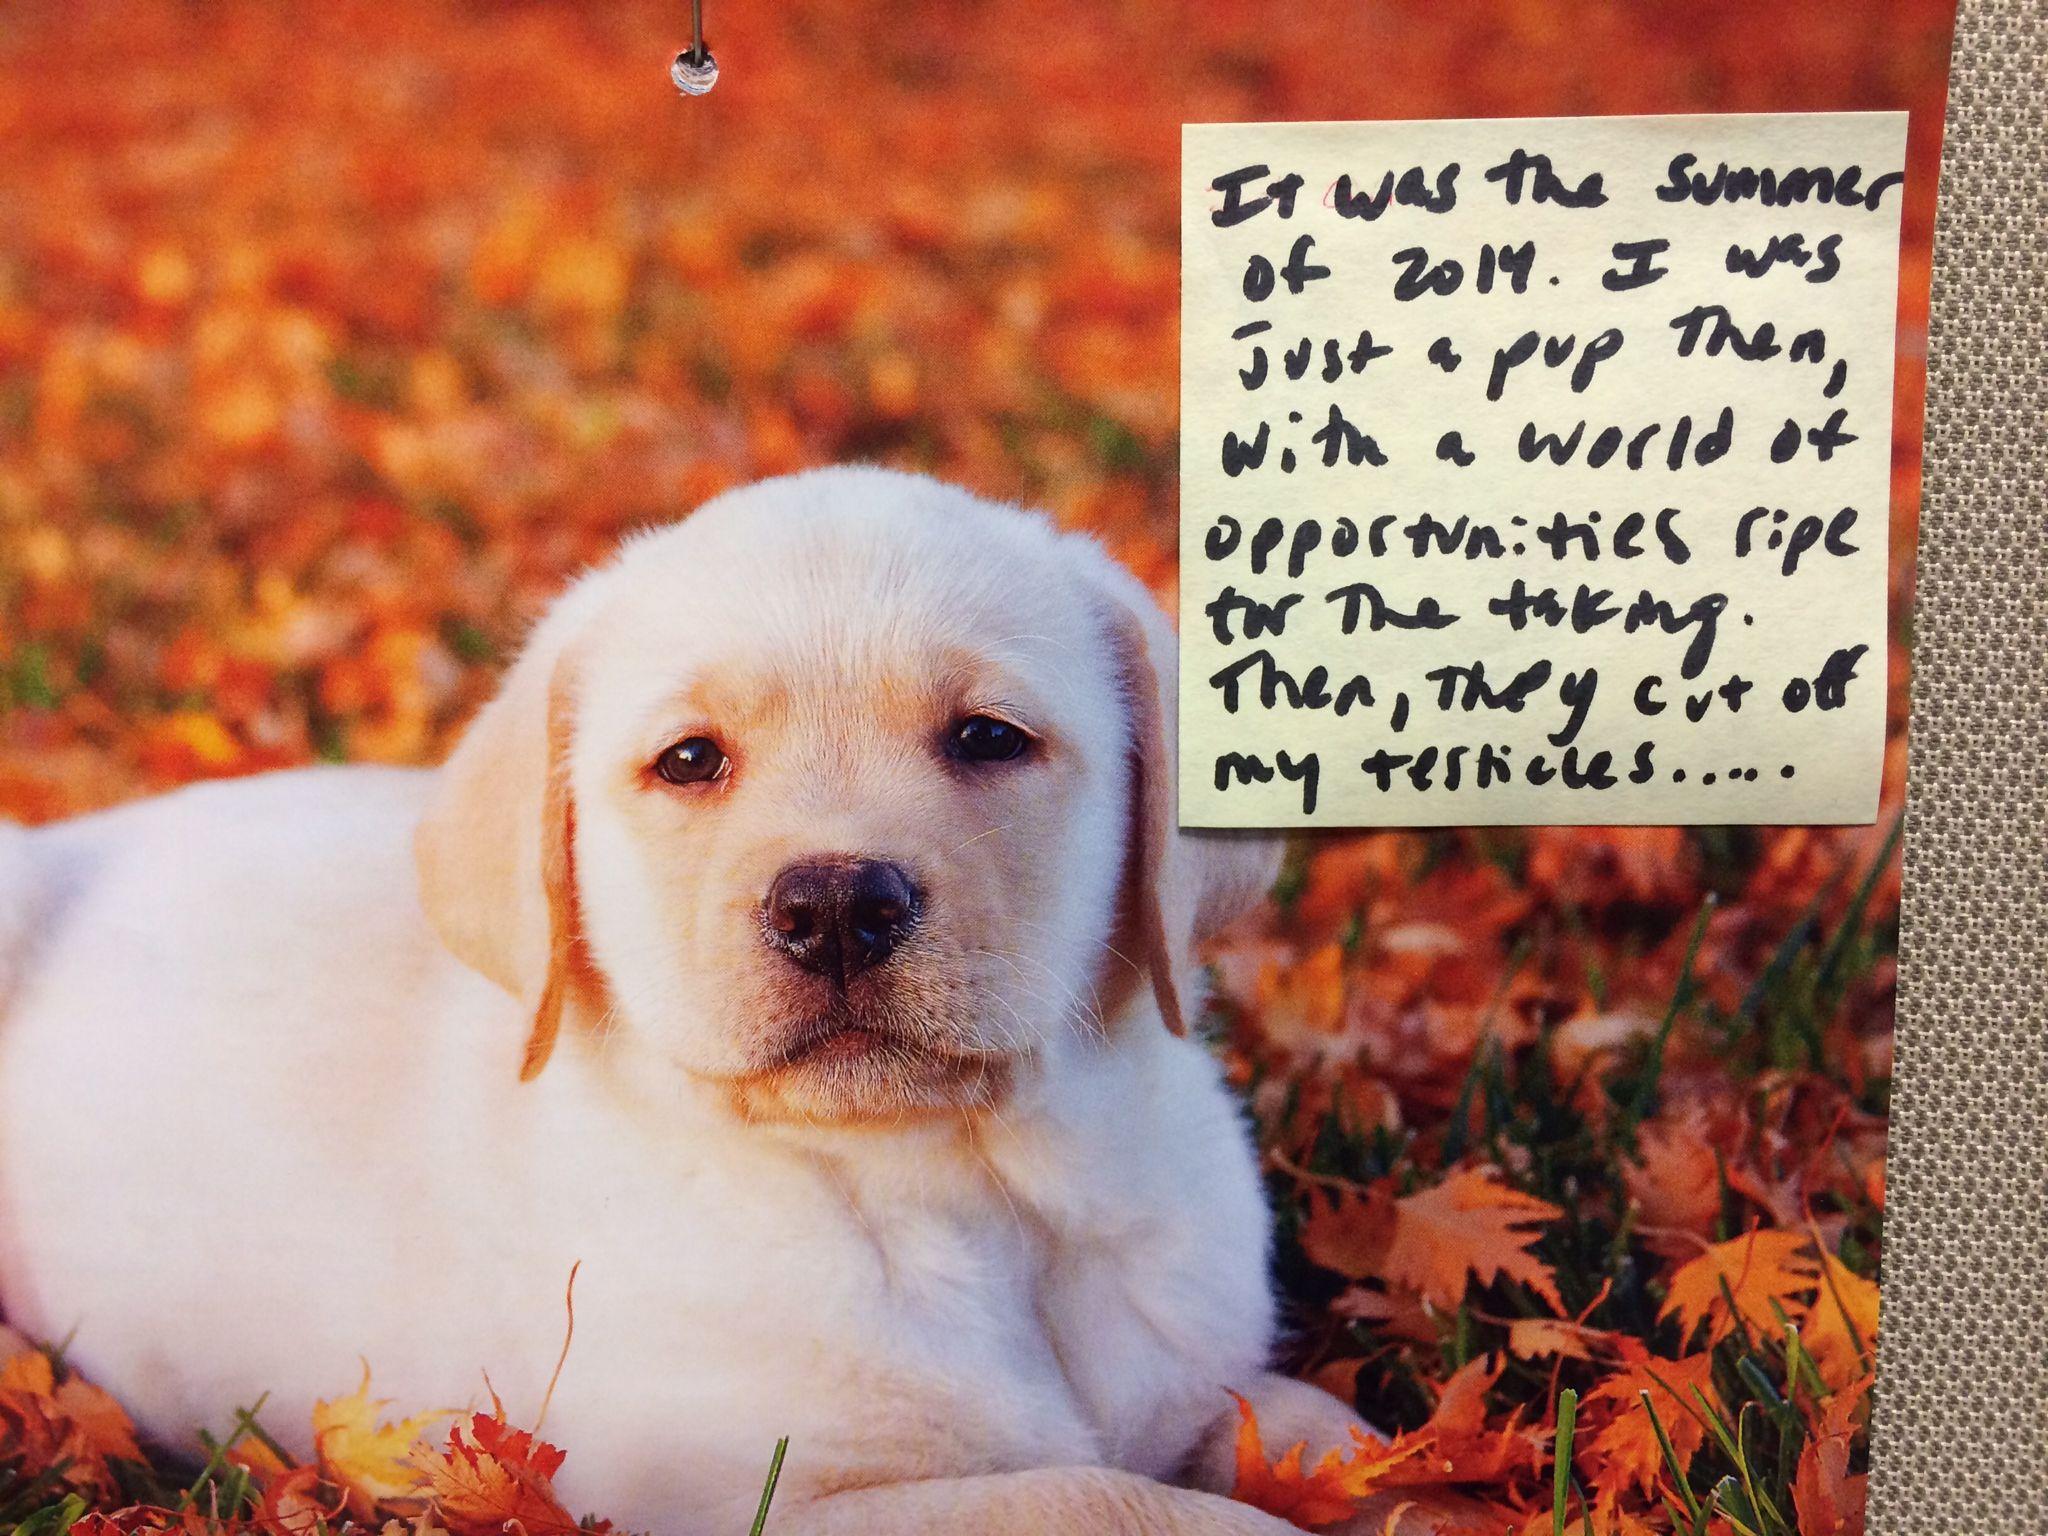 It was the summer
of 2014. I was
Just a pup Then,
with a world of
opportunities ripe
for The taking.
Then, They cut off
my testicles.....